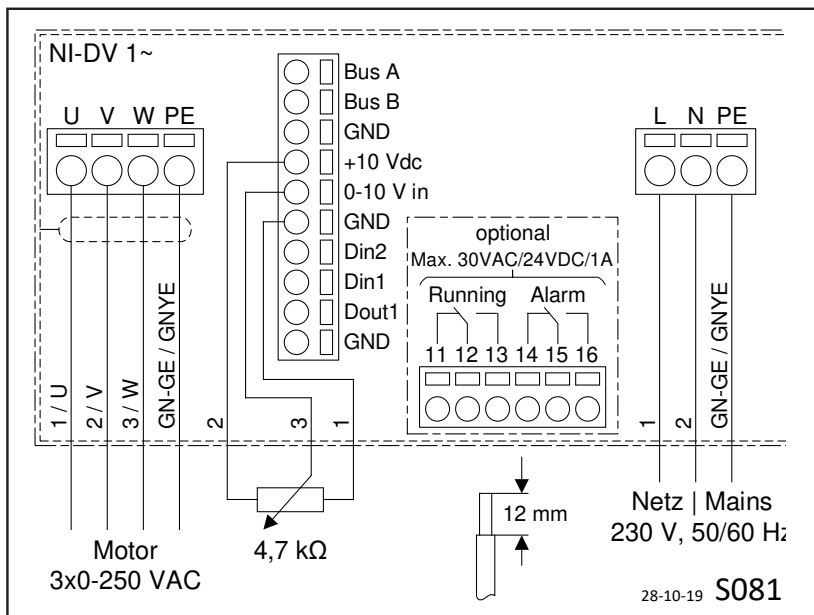 NI-DV 1~
U V W PE
Bus A
Bus B
GND
+10 Vdc
0-10 V in
GND
Din2
Din1
Dout1
GND
optional
Max. 30VAC/24VDC/1A
Running Alarm
11 12 13 14 15 16
L N PE
1 / U
2 / V
3 / W
GN-GE / GNYE
2
3
1
1
2
GN-GE / GNYE
Motor
3x0-250 VAC
4,7 kΩ
12 mm
Netz | Mains
230 V, 50/60 Hz
28-10-19 S081